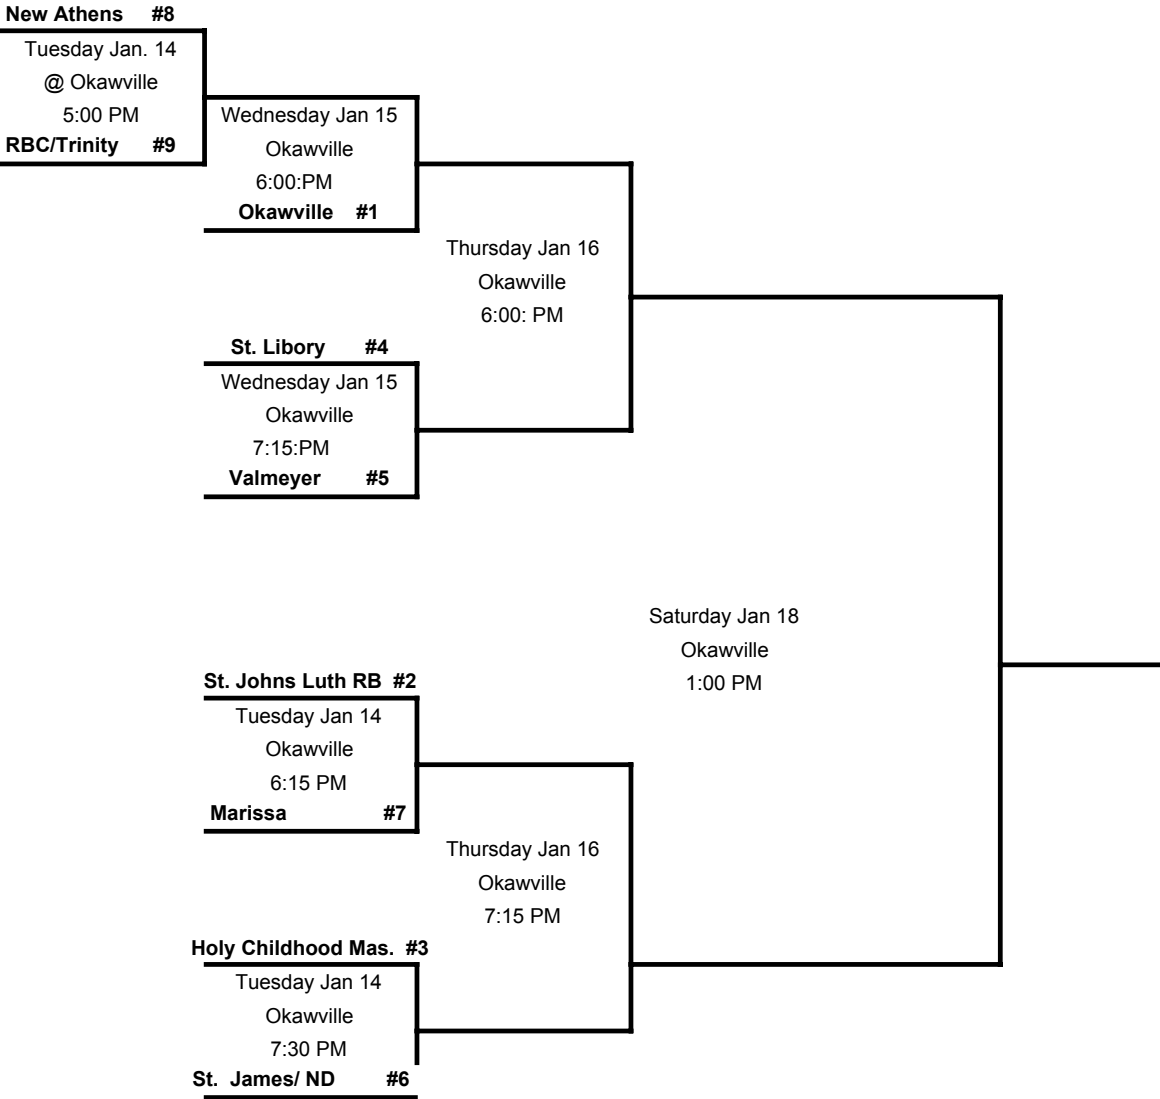 New Athens #8
Tuesday Jan. 14
@ Okawville
5:00 PM
RBC/Trinity #9
Wednesday Jan 15
Okawville
6:00:PM
Okawville #1
Thursday Jan 16
Okawville
6:00: PM
St. Libory #4
Wednesday Jan 15
Okawville
7:15:PM
Valmeyer #5
Saturday Jan 18
Okawville
1:00 PM
St. Johns Luth RB #2
Tuesday Jan 14
Okawville
6:15 PM
Marissa #7
Thursday Jan 16
Okawville
7:15 PM
Holy Childhood Mas. #3
Tuesday Jan 14
Okawville
7:30 PM
St. James/ ND #6